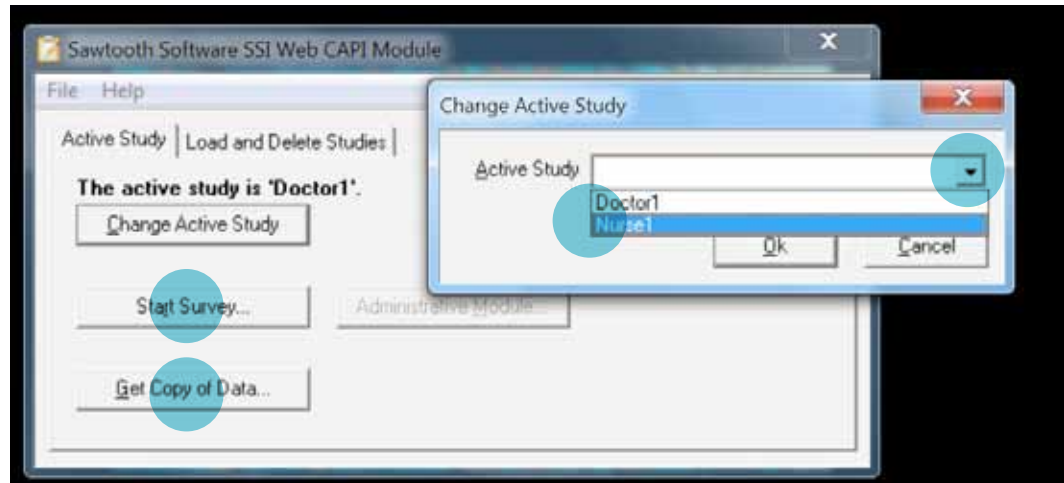 Sawtooth Software SSI Web CAPI Module
File Help
Active Study Load and Delete Studies
The active study is 'Doctor1'.
Change Active Study
Start Survey...
Administrative Module...
Get Copy of Data...
Change Active Study
Active Study
Doctor1
Nurse1
Ok Cancel